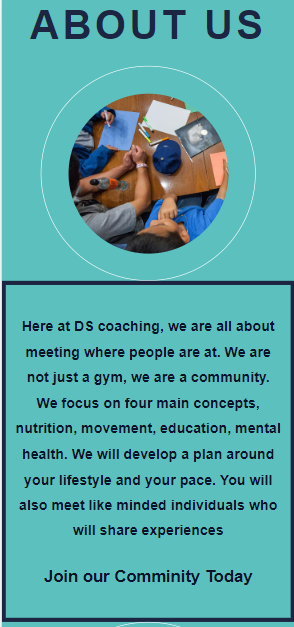 ABOUT US
Here at DS coaching, we are all about
meeting where people are at. We are
not just a gym, we are a community.
We focus on four main concepts,
nutrition, movement, education, mental
health. We will develop a plan around
your lifestyle and your pace. You will
also meet like minded individuals who
will share experiences
Join our Comminity Today